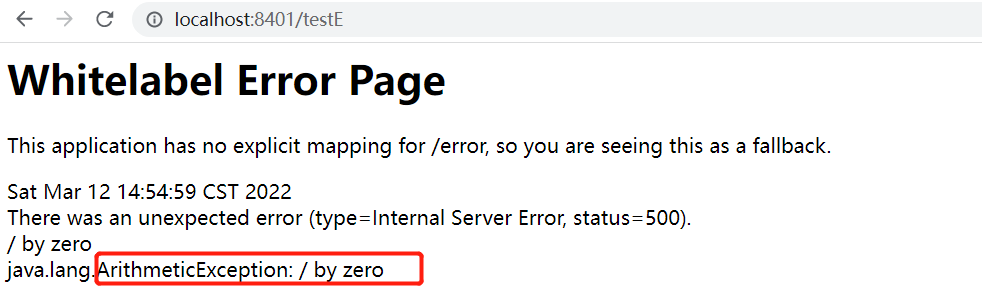 localhost:8401/testE
Whitelabel Error Page
This application has no explicit mapping for /error, so you are seeing this as a fallback.
Sat Mar 12 14:54:59 CST 2022
There was an unexpected error (type=Internal Server Error, status=500).
/ by zero
java.lang.ArithmeticException: / by zero